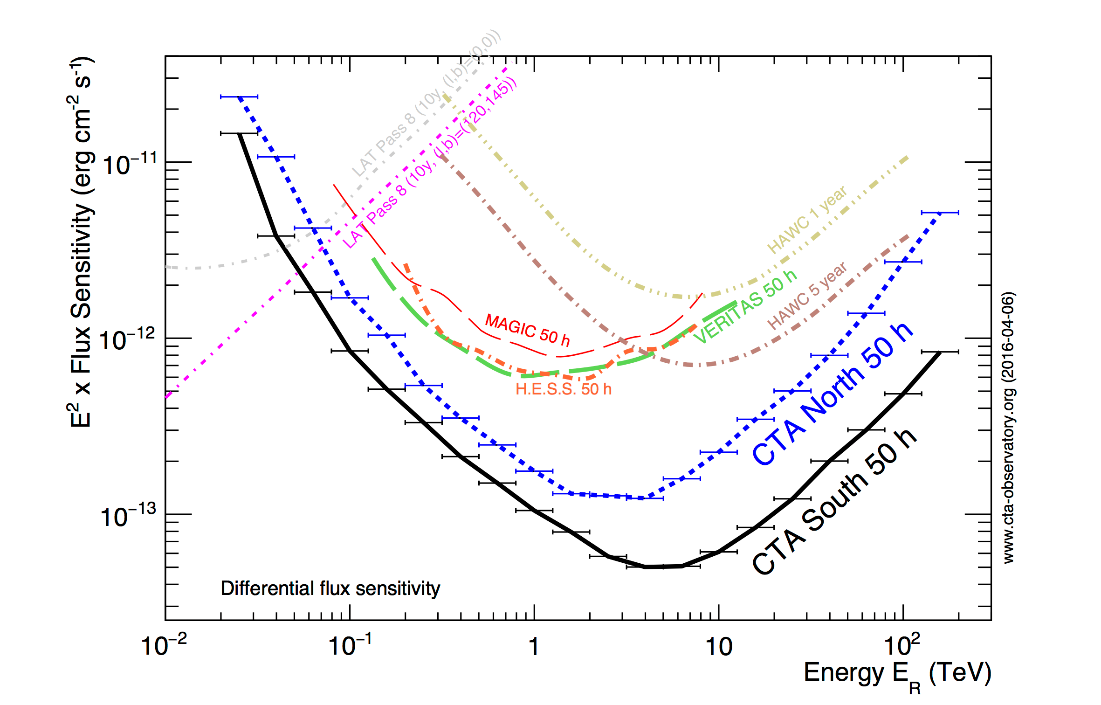 E² x Flux Sensitivity (erg cm⁻² s⁻¹)
10⁻¹¹
10⁻¹²
10⁻¹³
LAT Pass 8 (10y, (l,b)=(0,0))
LAT Pass 8 (10y, (l,b)=(120,145))
HAWC 1 year
HAWC 5 year
MAGIC 50 h
VERITAS 50 h
H.E.S.S. 50 h
CTA North 50 h
CTA South 50 h
Differential flux sensitivity
10⁻² 10⁻¹ 1 10 10²
Energy E_R (TeV)
www.cta-observatory.org (2016-04-06)